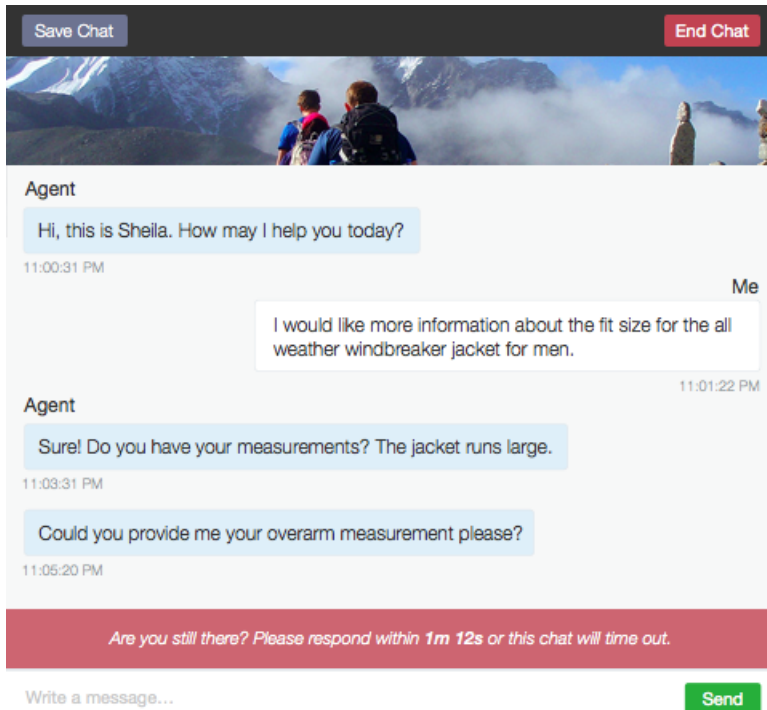 Save Chat
End Chat
Agent
Hi, this is Sheila. How may I help you today?
11:00:31 PM
Me
I would like more information about the fit size for the all
weather windbreaker jacket for men.
11:01:22 PM
Agent
Sure! Do you have your measurements? The jacket runs large.
11:03:31 PM
Could you provide me your overarm measurement please?
11:05:20 PM
Are you still there? Please respond within 1m 12s or this chat will time out.
Write a message...
Send